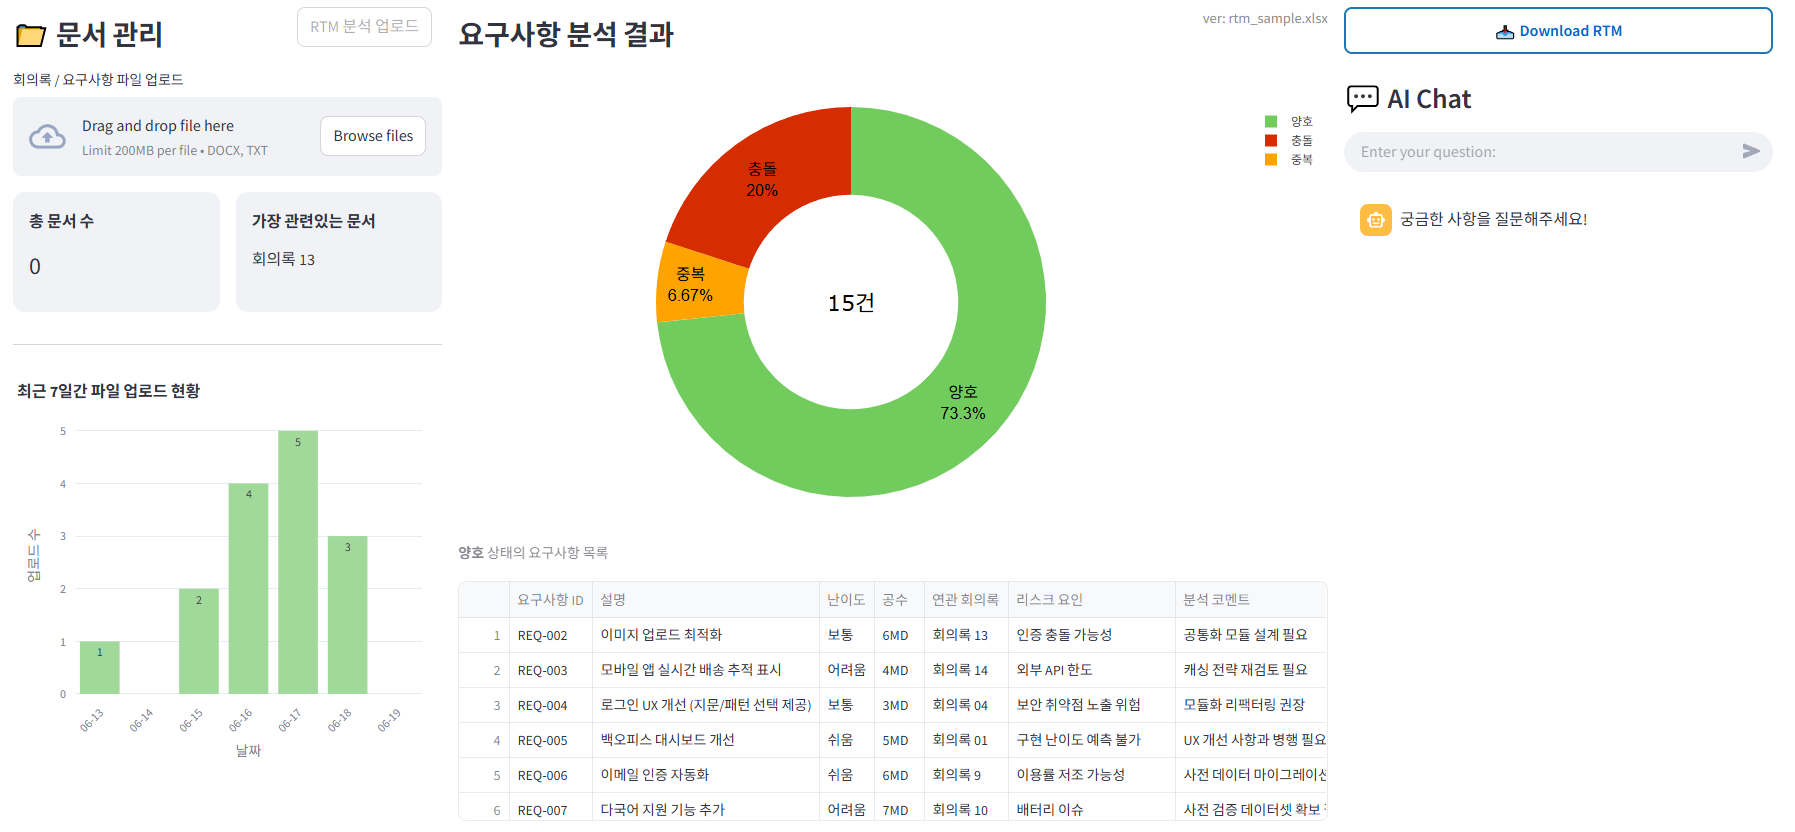 문서 관리
RTM 분석 업로드
회의록 / 요구사항 파일 업로드
Drag and drop file here
Limit 200MB per file • DOCX, TXT
Browse files
총 문서 수
0
가장 관련있는 문서
회의록 13
최근 7일간 파일 업로드 현황
업로드 수
5
4
3
2
1
0
1
2
4
5
3
06-13
06-14
06-15
06-16
06-17
06-18
06-19
날짜
요구사항 분석 결과
ver: rtm_sample.xlsx
양호
충돌
중복
충돌
20%
중복
6.67%
15건
양호
73.3%
양호 상태의 요구사항 목록
요구사항 ID 설명 난이도 공수 연관 회의록 리스크 요인 분석 코멘트
1 REQ-002 이미지 업로드 최적화 보통 6MD 회의록 13 인증 충돌 가능성 공통화 모듈 설계 필요
2 REQ-003 모바일 앱 실시간 배송 추적 표시 어려움 4MD 회의록 14 외부 API 한도 캐싱 전략 재검토 필요
3 REQ-004 로그인 UX 개선 (지문/패턴 선택 제공) 보통 3MD 회의록 04 보안 취약점 노출 위험 모듈화 리팩터링 권장
4 REQ-005 백오피스 대시보드 개선 쉬움 5MD 회의록 01 구현 난이도 예측 불가 UX 개선 사항과 병행 필요
5 REQ-006 이메일 인증 자동화 쉬움 6MD 회의록 9 이용률 저조 가능성 사전 데이터 마이그레이션
6 REQ-007 다국어 지원 기능 추가 어려움 7MD 회의록 10 배터리 이슈 사전 검증 데이터셋 확보
Download RTM
AI Chat
Enter your question:
궁금한 사항을 질문해주세요!